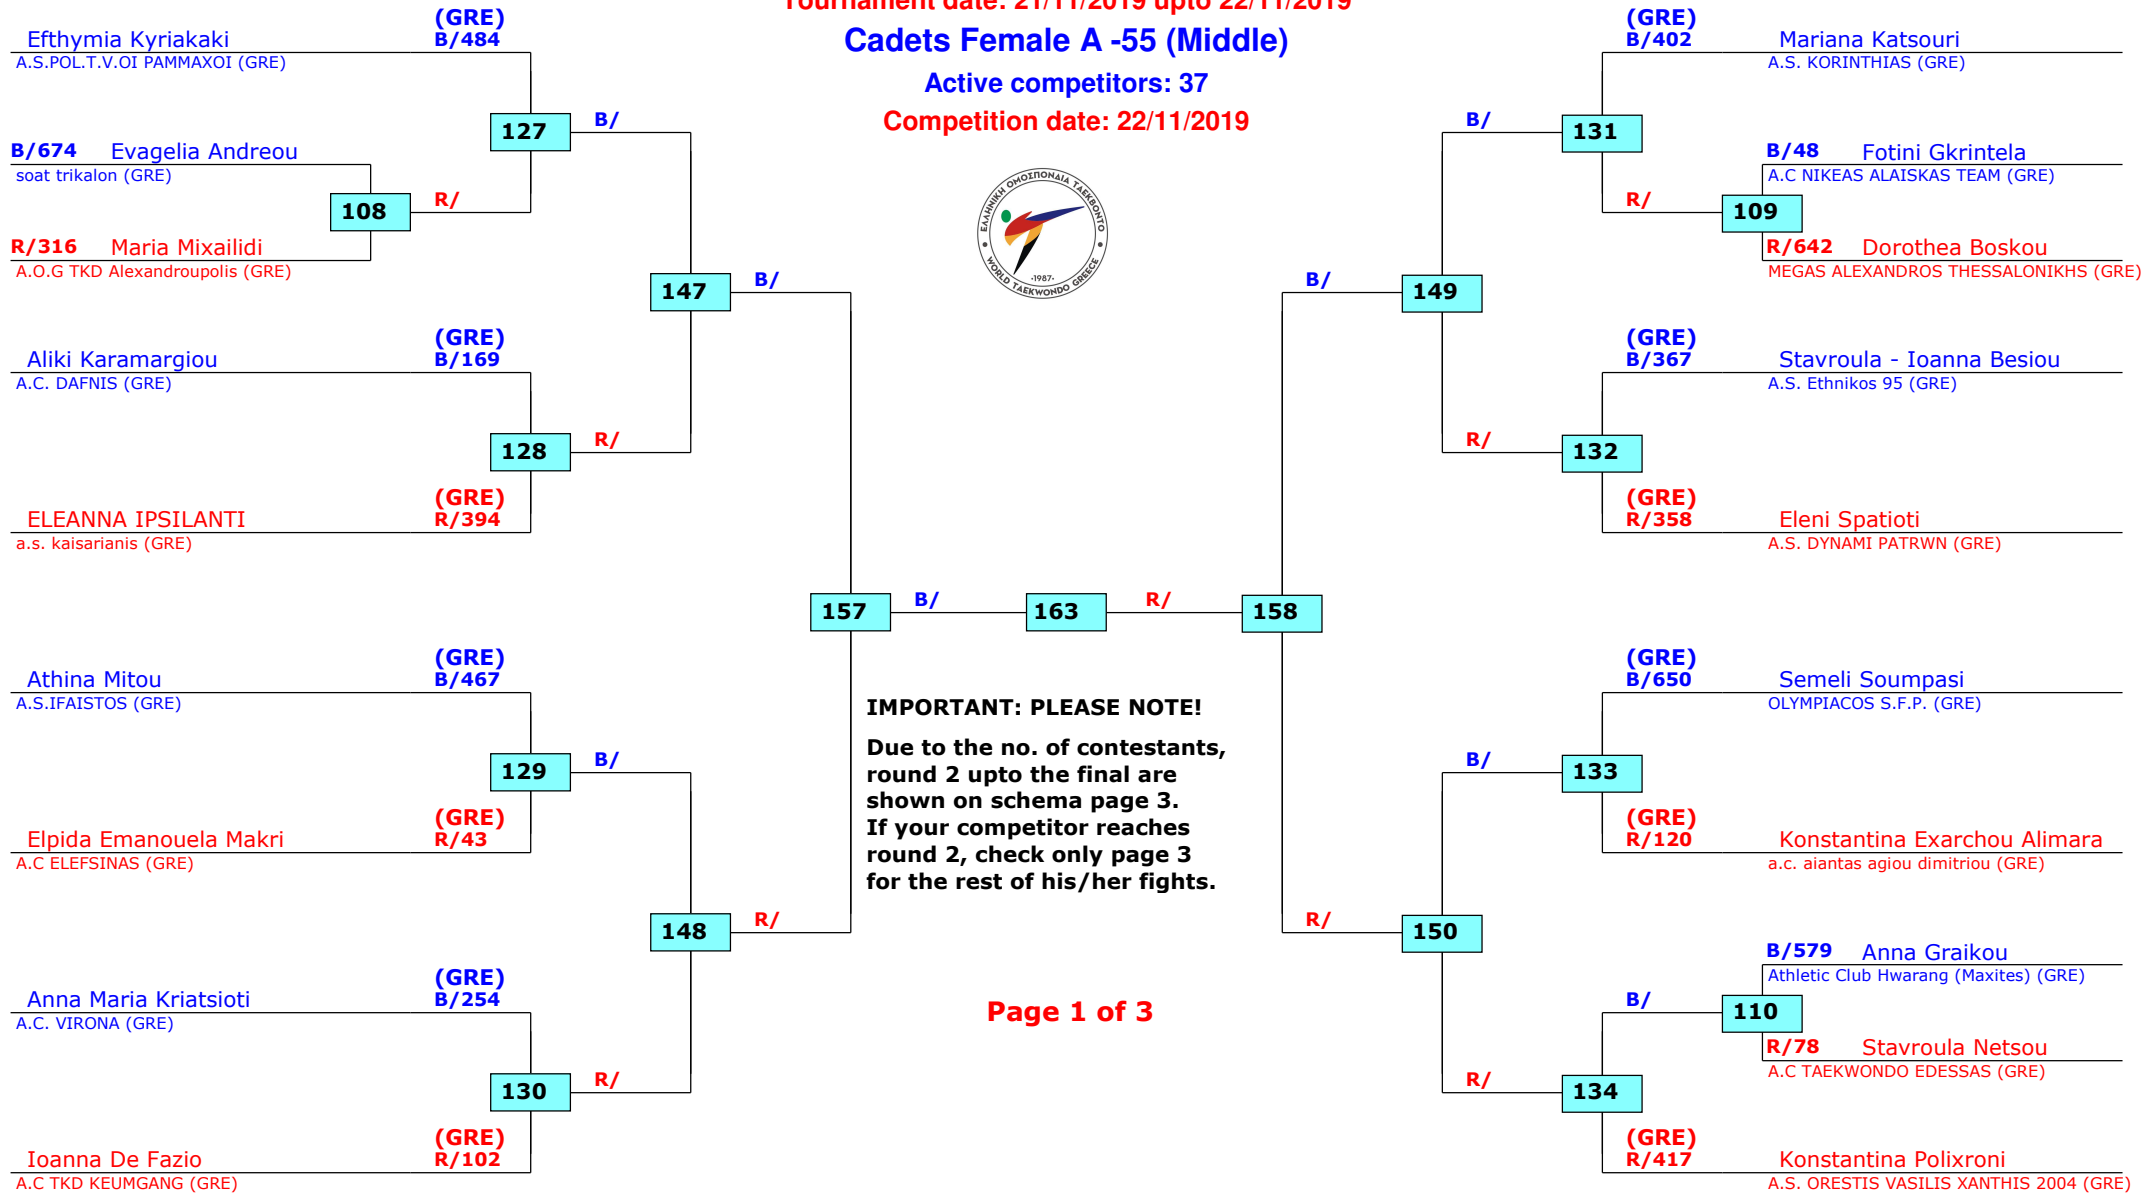 Tournament date: 21/11/2019 upto 22/11/2019
Cadets Female A -55 (Middle)
Active competitors: 37
Competition date: 22/11/2019
ΕΛΛΗΝΙΚΗ ΟΜΟΣΠΟΝΔΙΑ ΤΑΕΚΒΟΝΤΟ
·1987·
WORLD TAEKWONDO GREECE
(GRE)
Efthymia Kyriakaki B/484
A.S.POL.T.V.OI PAMMAXOI (GRE)
127
B/
B/674 Evagelia Andreou
soat trikalon (GRE)
108
R/
R/316 Maria Mixailidi
A.O.G TKD Alexandroupolis (GRE)
147
B/
(GRE)
Aliki Karamargiou B/169
A.C. DAFNIS (GRE)
128
R/
(GRE)
ELEANNA IPSILANTI R/394
a.s. kaisarianis (GRE)
157
B/
163
R/
158
(GRE)
Athina Mitou B/467
A.S.IFAISTOS (GRE)
129
B/
(GRE)
Elpida Emanouela Makri R/43
A.C ELEFSINAS (GRE)
148
R/
(GRE)
Anna Maria Kriatsioti B/254
A.C. VIRONA (GRE)
130
R/
(GRE)
Ioanna De Fazio R/102
A.C TKD KEUMGANG (GRE)
IMPORTANT: PLEASE NOTE!
Due to the no. of contestants,
round 2 upto the final are
shown on schema page 3.
If your competitor reaches
round 2, check only page 3
for the rest of his/her fights.
Page 1 of 3
(GRE)
B/402 Mariana Katsouri
A.S. KORINTHIAS (GRE)
B/
131
B/48 Fotini Gkrintela
A.C NIKEAS ALAISKAS TEAM (GRE)
R/
109
R/642 Dorothea Boskou
MEGAS ALEXANDROS THESSALONIKHS (GRE)
B/
149
(GRE)
B/367 Stavroula - Ioanna Besiou
A.S. Ethnikos 95 (GRE)
R/
132
(GRE)
R/358 Eleni Spatioti
A.S. DYNAMI PATRWN (GRE)
(GRE)
B/650 Semeli Soumpasi
OLYMPIACOS S.F.P. (GRE)
B/
133
(GRE)
R/120 Konstantina Exarchou Alimara
a.c. aiantas agiou dimitriou (GRE)
R/
150
B/579 Anna Graikou
Athletic Club Hwarang (Maxites) (GRE)
B/
110
R/78 Stavroula Netsou
A.C TAEKWONDO EDESSAS (GRE)
R/
134
(GRE)
R/417 Konstantina Polixroni
A.S. ORESTIS VASILIS XANTHIS 2004 (GRE)